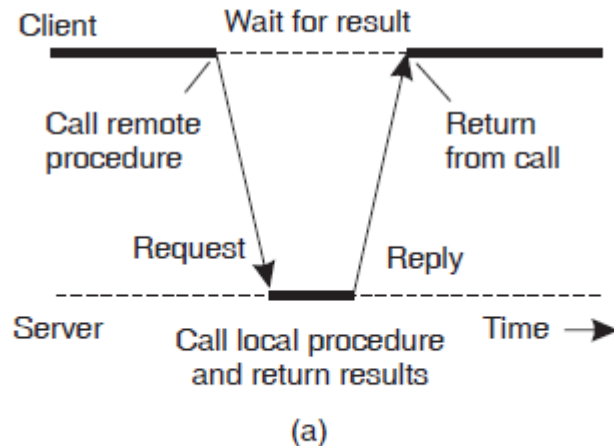 Client
Wait for result
Call remote
procedure
Return
from call
Request
Reply
Server
Time
Call local procedure
and return results
(a)